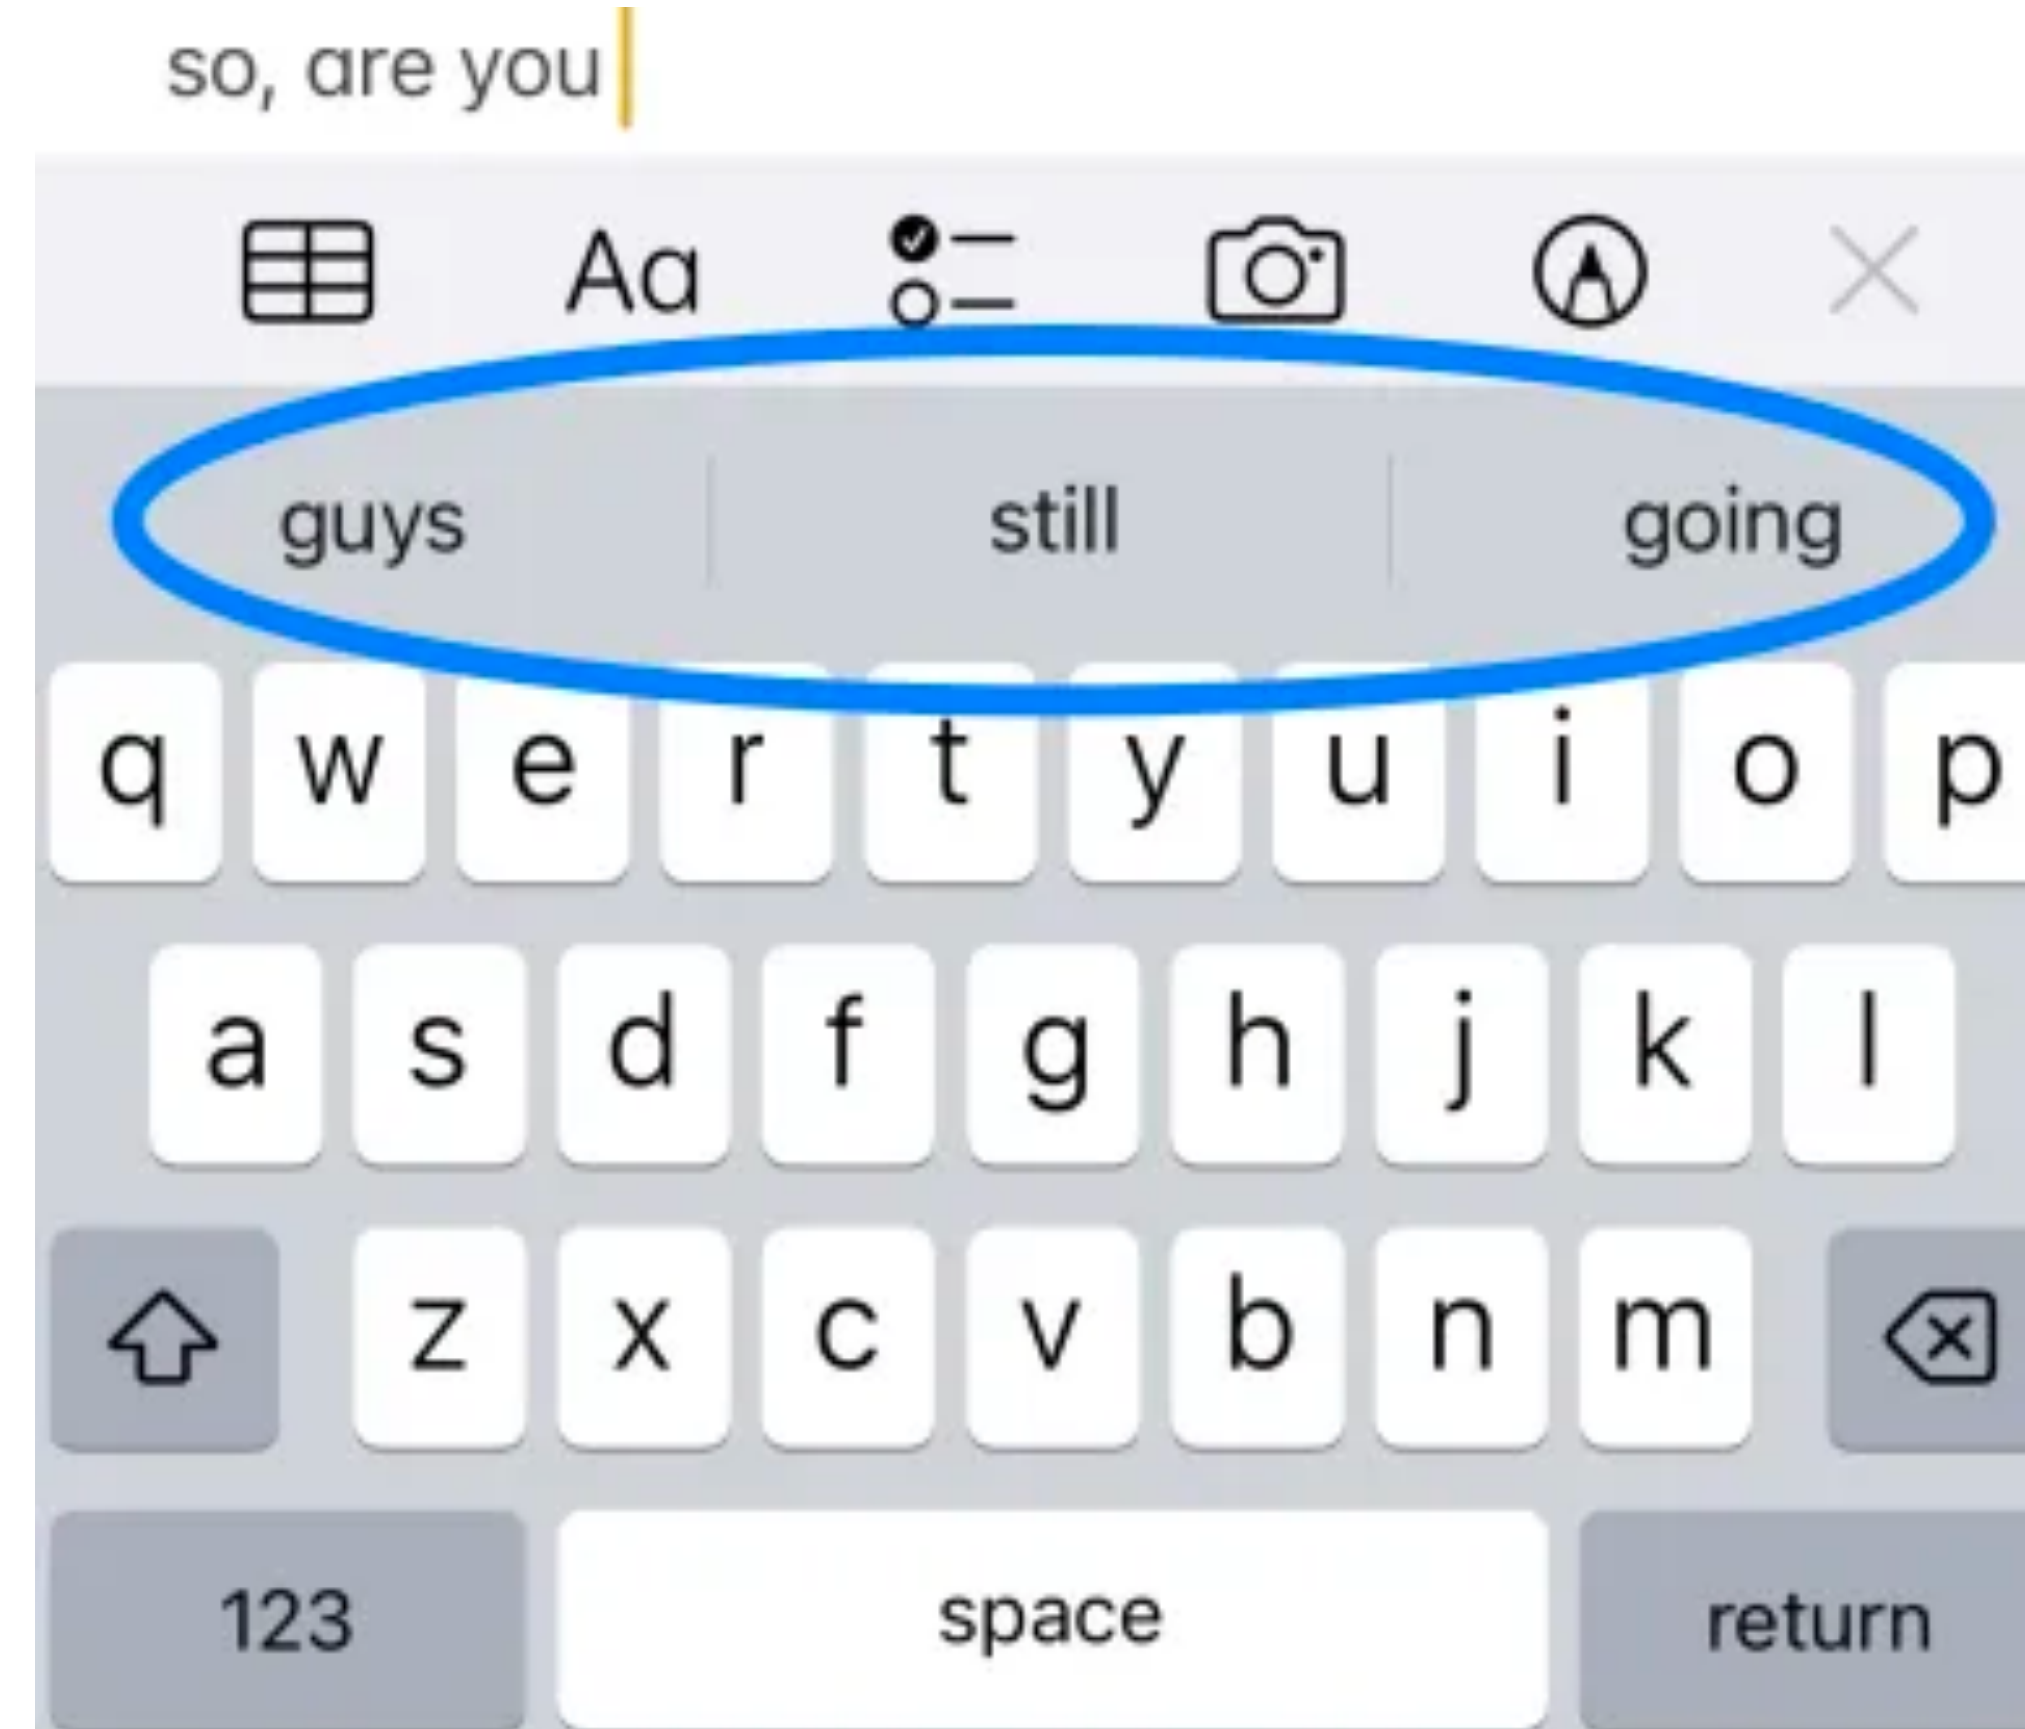 so, are you
Aa
guys still going
q w e r t y u i o p
a s d f g h j k l
z x c v b n m
123 space return